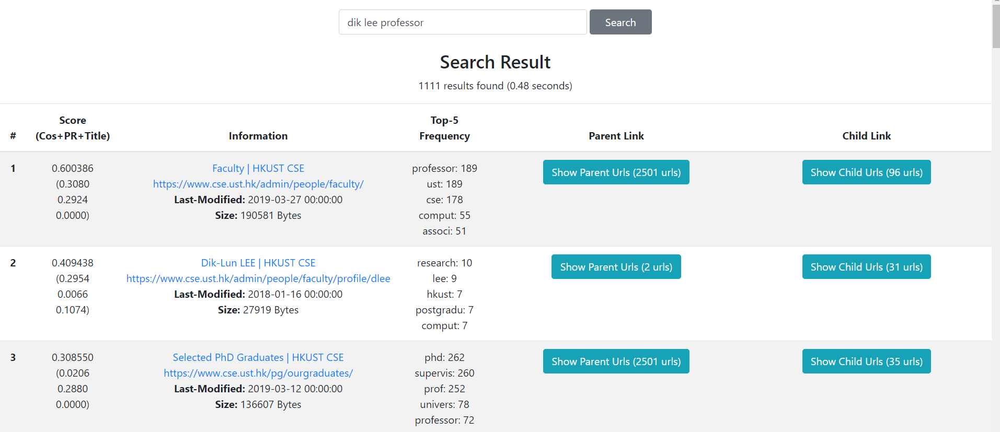 dik lee professor
Search
Search Result
1111 results found (0.48 seconds)
#
Score
(Cos+PR+Title)
Information
Top-5
Frequency
Parent Link
Child Link
1
0.600386
(0.3080
0.2924
0.0000)
Faculty | HKUST CSE
https://www.cse.ust.hk/admin/people/faculty/
Last-Modified: 2019-03-27 00:00:00
Size: 190581 Bytes
professor: 189
ust: 189
cse: 178
comput: 55
associ: 51
Show Parent Urls (2501 urls)
Show Child Urls (96 urls)
2
0.409438
(0.2954
0.0066
0.1074)
Dik-Lun LEE | HKUST CSE
https://www.cse.ust.hk/admin/people/faculty/profile/dlee
Last-Modified: 2018-01-16 00:00:00
Size: 27919 Bytes
research: 10
lee: 9
hkust: 7
postgradu: 7
comput: 7
Show Parent Urls (2 urls)
Show Child Urls (31 urls)
3
0.308550
(0.0206
0.2880
0.0000)
Selected PhD Graduates | HKUST CSE
https://www.cse.ust.hk/pg/ourgraduates/
Last-Modified: 2019-03-12 00:00:00
Size: 136607 Bytes
phd: 262
supervis: 260
prof: 252
univers: 78
professor: 72
Show Parent Urls (2501 urls)
Show Child Urls (35 urls)